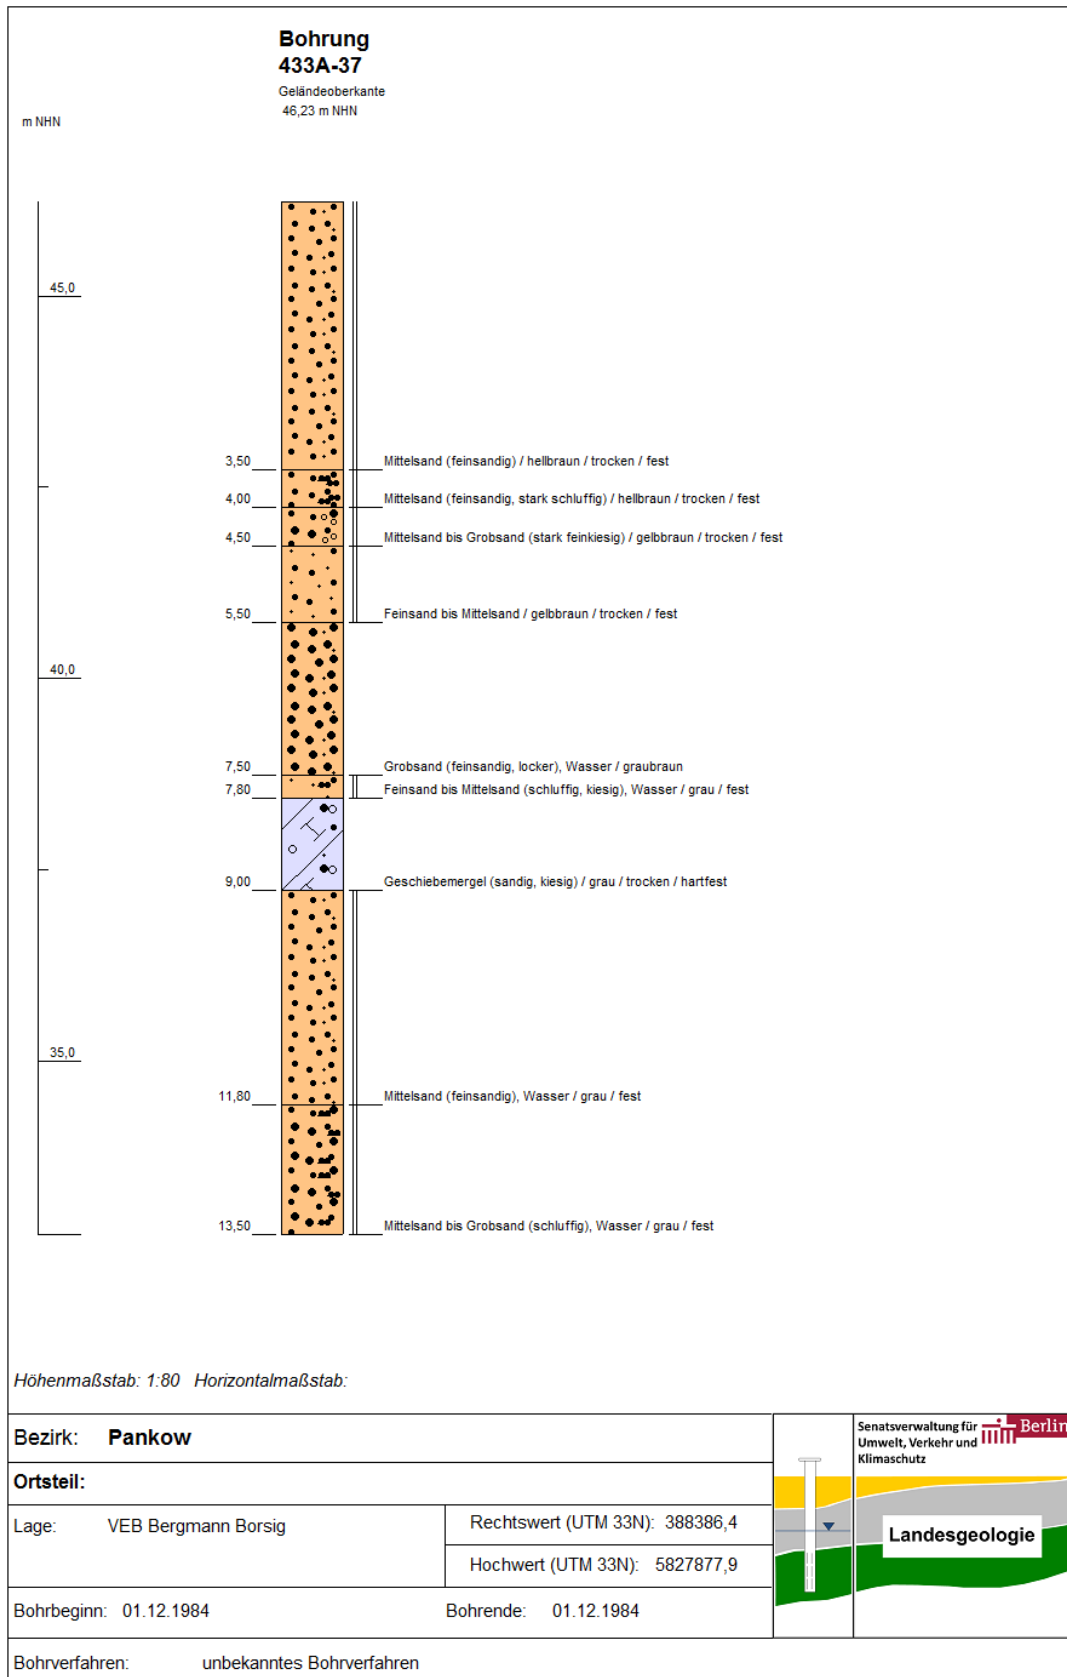 Bohrung
433A-37
Geländeoberkante
46,23 m NHN
m NHN
45,0
3,50 Mittelsand (feinsandig) / hellbraun / trocken / fest
4,00 Mittelsand (feinsandig, stark schluffig) / hellbraun / trocken / fest
4,50 Mittelsand bis Grobsand (stark feinkiesig) / gelbbraun / trocken / fest
5,50 Feinsand bis Mittelsand / gelbbraun / trocken / fest
40,0
7,50 Grobsand (feinsandig, locker), Wasser / graubraun
7,80 Feinsand bis Mittelsand (schluffig, kiesig), Wasser / grau / fest
9,00 Geschiebemergel (sandig, kiesig) / grau / trocken / hartfest
35,0
11,80 Mittelsand (feinsandig), Wasser / grau / fest
13,50 Mittelsand bis Grobsand (schluffig), Wasser / grau / fest
Höhenmaßstab: 1:80 Horizontalmaßstab:
Bezirk: Pankow
Senatsverwaltung für
Umwelt, Verkehr und
Klimaschutz
Berlin
Ortsteil:
Lage: VEB Bergmann Borsig
Rechtswert (UTM 33N): 388386,4
Hochwert (UTM 33N): 5827877,9
Landesgeologie
Bohrbeginn: 01.12.1984 Bohrende: 01.12.1984
Bohrverfahren: unbekanntes Bohrverfahren